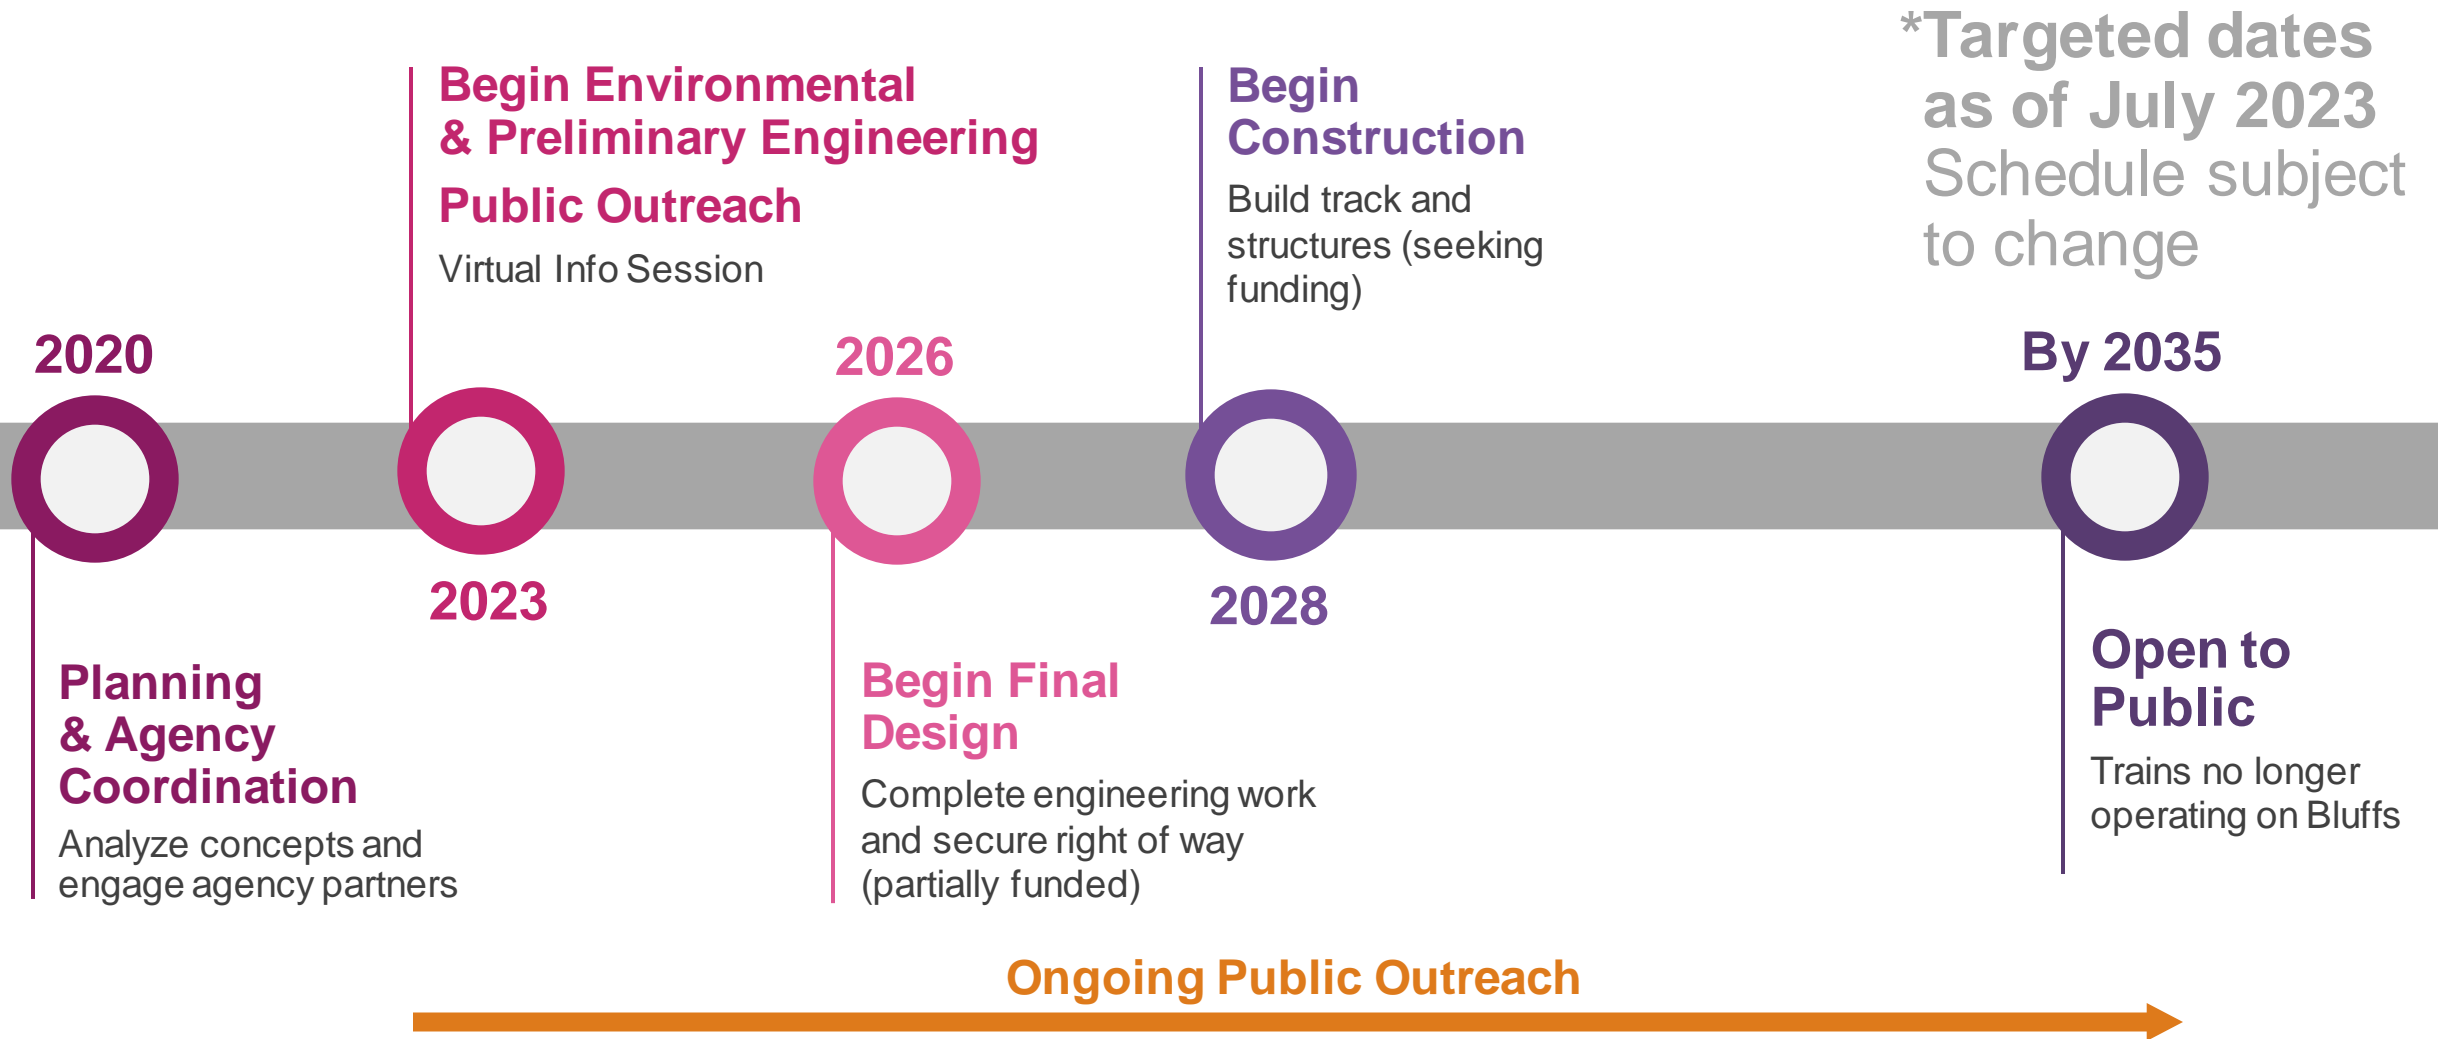 *Targeted dates
as of July 2023
Schedule subject
to change
2020
Planning
& Agency
Coordination
Analyze concepts and
engage agency partners
Begin Environmental
& Preliminary Engineering
Public Outreach
Virtual Info Session
2023
2026
Begin Final
Design
Complete engineering work
and secure right of way
(partially funded)
Begin
Construction
Build track and
structures (seeking
funding)
2028
By 2035
Open to
Public
Trains no longer
operating on Bluffs
Ongoing Public Outreach